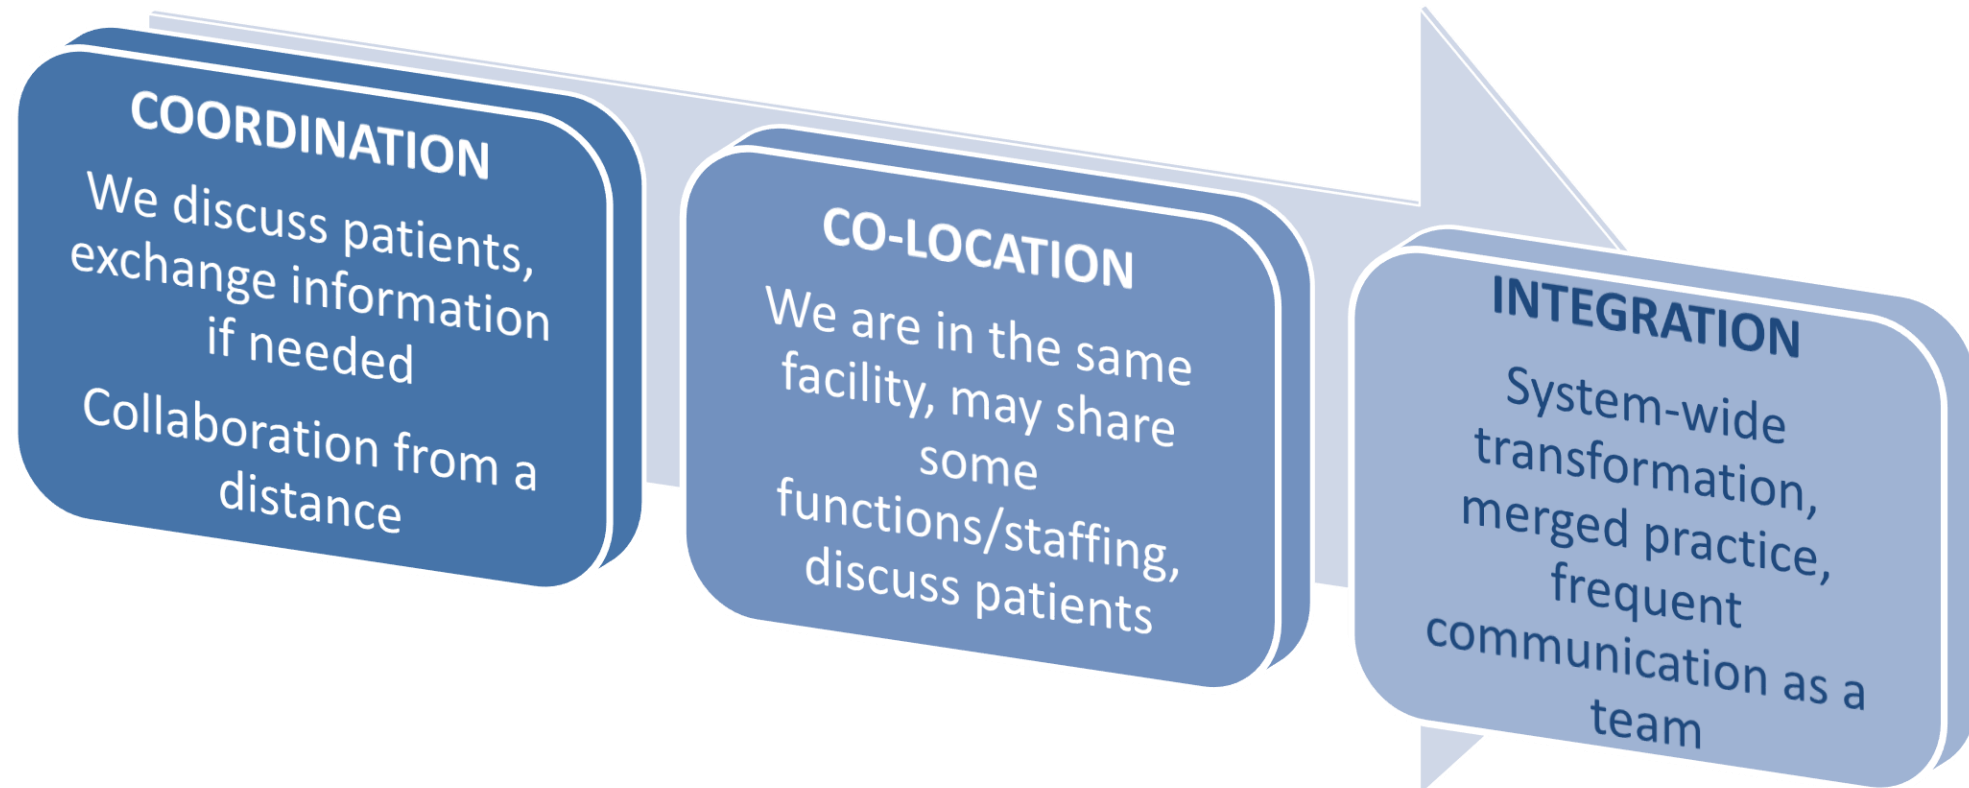 COORDINATION
We discuss patients,
exchange information
if needed
Collaboration from a
distance
CO-LOCATION
We are in the same
facility, may share
some
functions/staffing,
discuss patients
INTEGRATION
System-wide
transformation,
merged practice,
frequent
communication as a
team